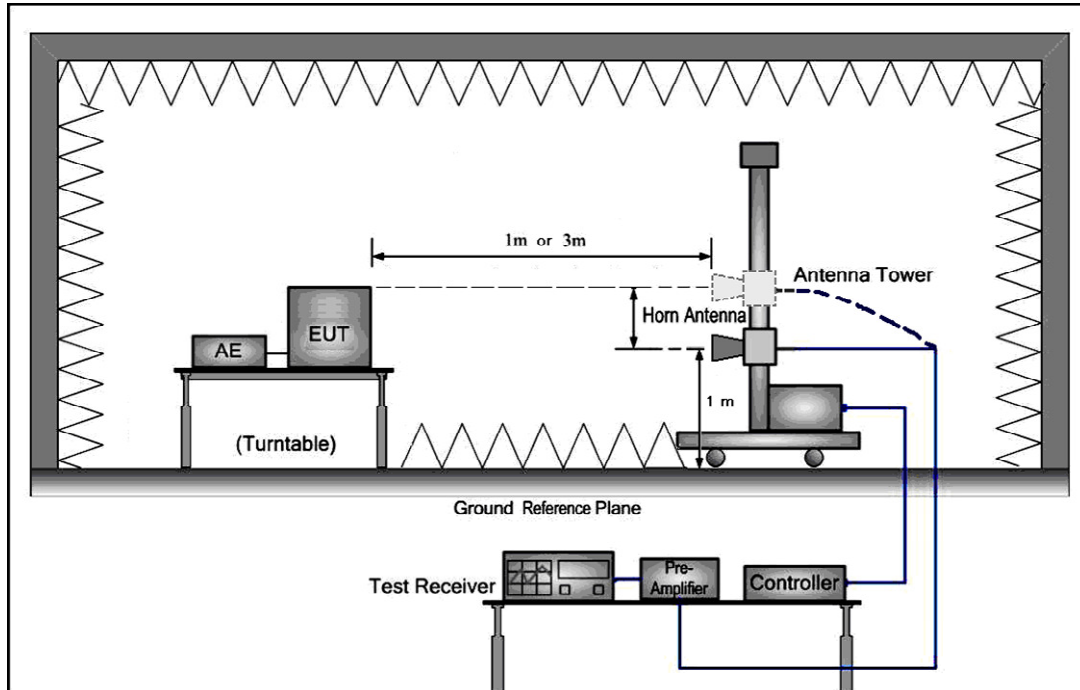 1m or 3m
Antenna Tower
Horn Antenna
AE
EUT
1 m
(Turntable)
Ground Reference Plane
Test Receiver
Pre-
Amplifier
Controller